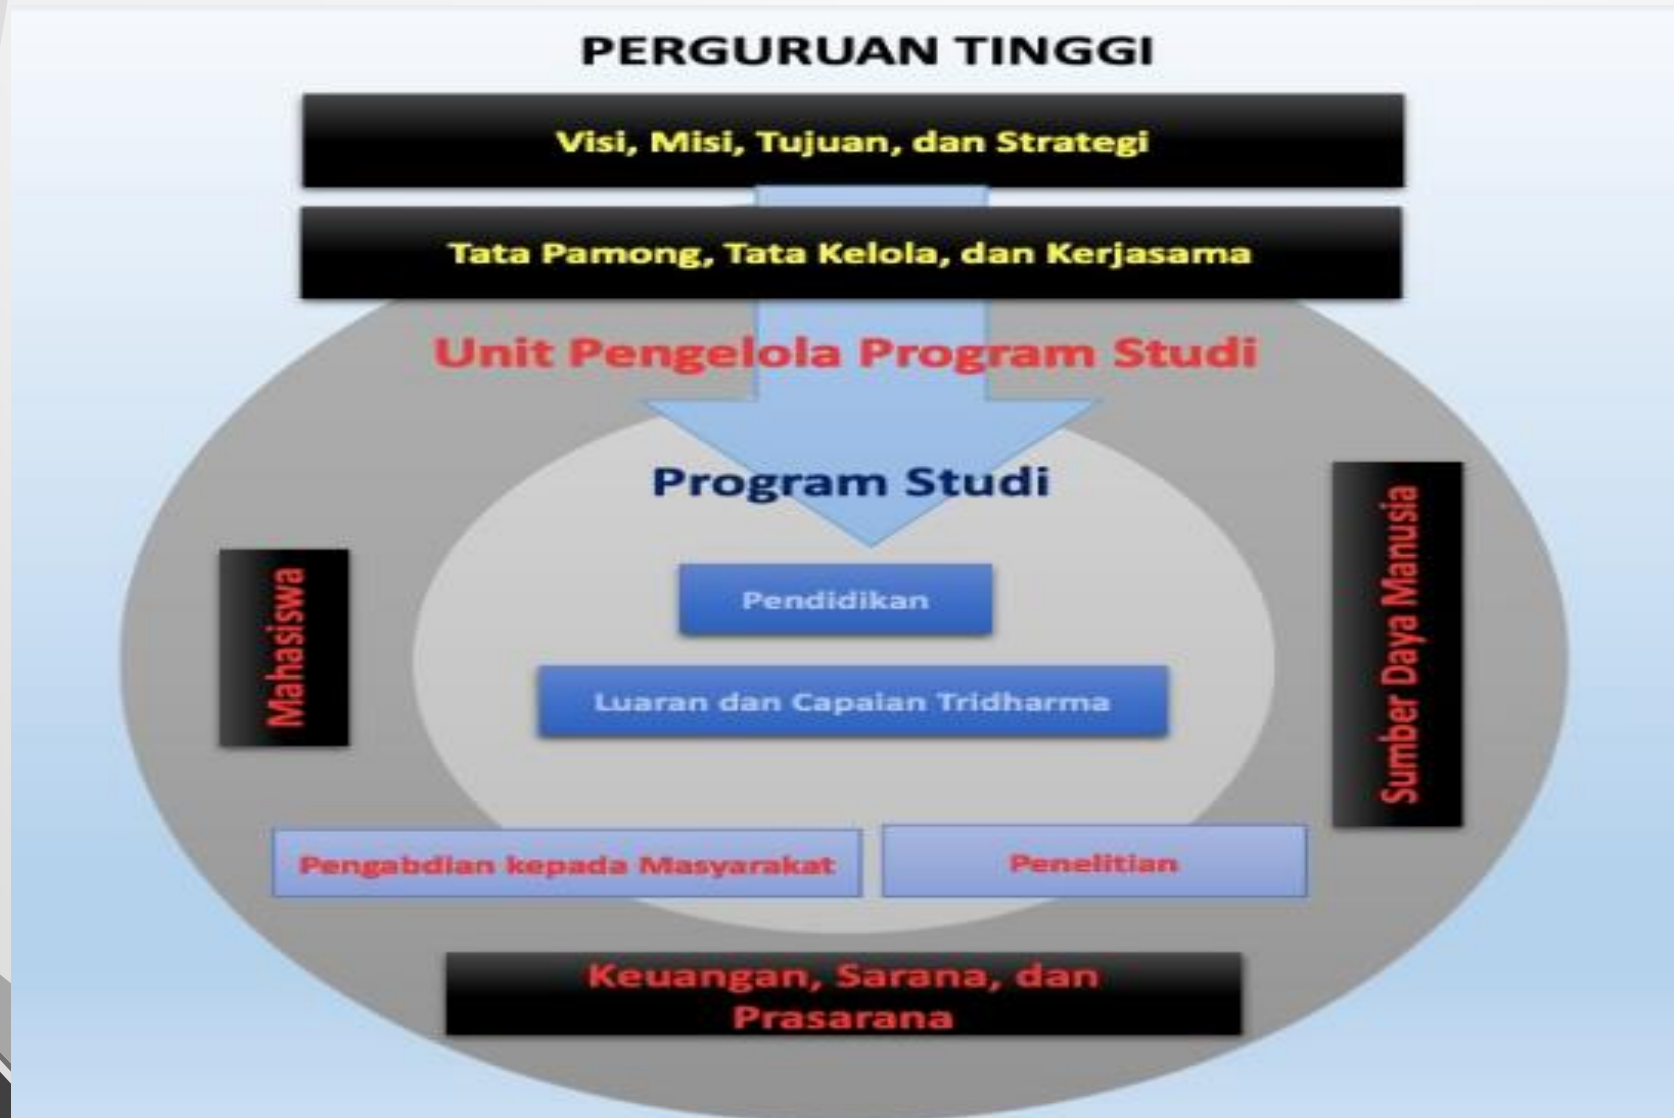 PERGURUAN TINGGI
Visi, Misi, Tujuan, dan Strategi
Tata Pamong, Tata Kelola, dan Kerjasama
Unit Pengelola Program Studi
Program Studi
Pendidikan
Luaran dan Capaian Tridharma
Mahasiswa
Sumber Daya Manusia
Pengabdian kepada Masyarakat
Penelitian
Keuangan, Sarana, dan
Prasarana